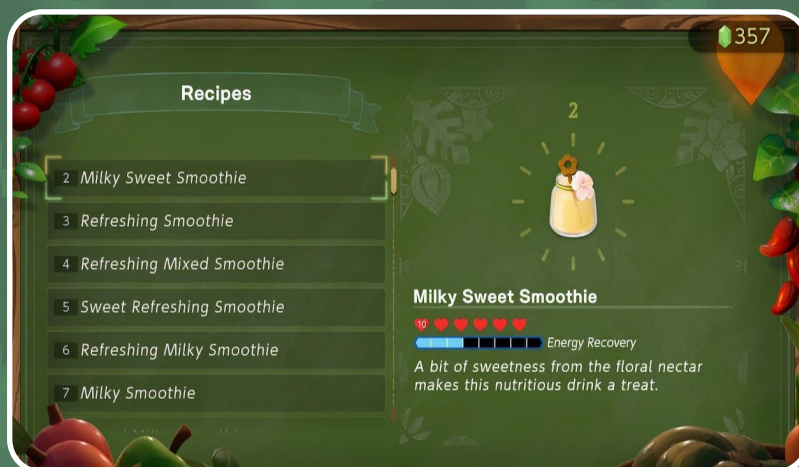 357
Recipes
2 Milky Sweet Smoothie
3 Refreshing Smoothie
4 Refreshing Mixed Smoothie
5 Sweet Refreshing Smoothie
6 Refreshing Milky Smoothie
7 Milky Smoothie
2
Milky Sweet Smoothie
10
Energy Recovery
A bit of sweetness from the floral nectar
makes this nutritious drink a treat.